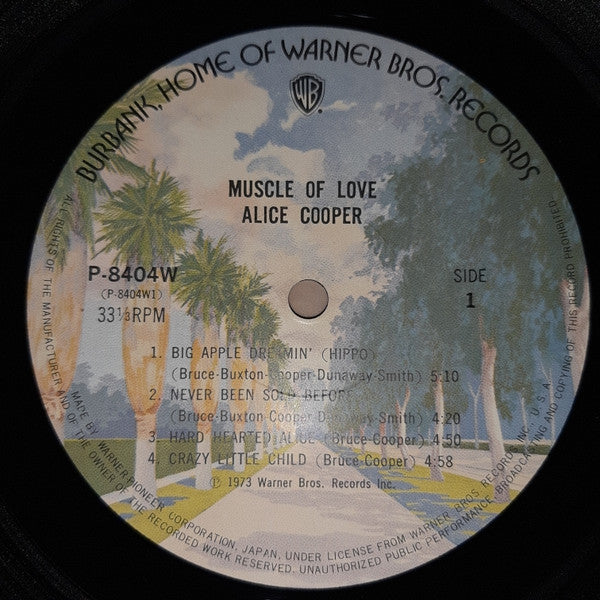 BURBANK, HOME OF WARNER BROS. RECORDS
WB
MUSCLE OF LOVE
ALICE COOPER
P-8404W
(P-8404W1)
33⅓RPM
SIDE
1
1. BIG APPLE DREAMIN' (HIPPO)
(Bruce-Buxton-Cooper-Dunaway-Smith) 5:10
2. NEVER BEEN SOLD BEFORE
(Bruce-Buxton-Cooper-Dunaway-Smith) 4:20
3. HARD HEARTED ALICE (Bruce-Cooper) 4:50
4. CRAZY LITTLE CHILD (Bruce-Cooper) 4:58
℗ 1973 Warner Bros. Records Inc.
MADE BY WARNER-PIONEER CORPORATION, JAPAN, UNDER LICENSE FROM WARNER BROS RECORDS INC., U.S.A.
ALL RIGHTS OF THE MANUFACTURER AND OF THE OWNER OF THE RECORDED WORK RESERVED. UNAUTHORIZED PUBLIC PERFORMANCE, BROADCASTING AND COPYING OF THIS RECORD PROHIBITED